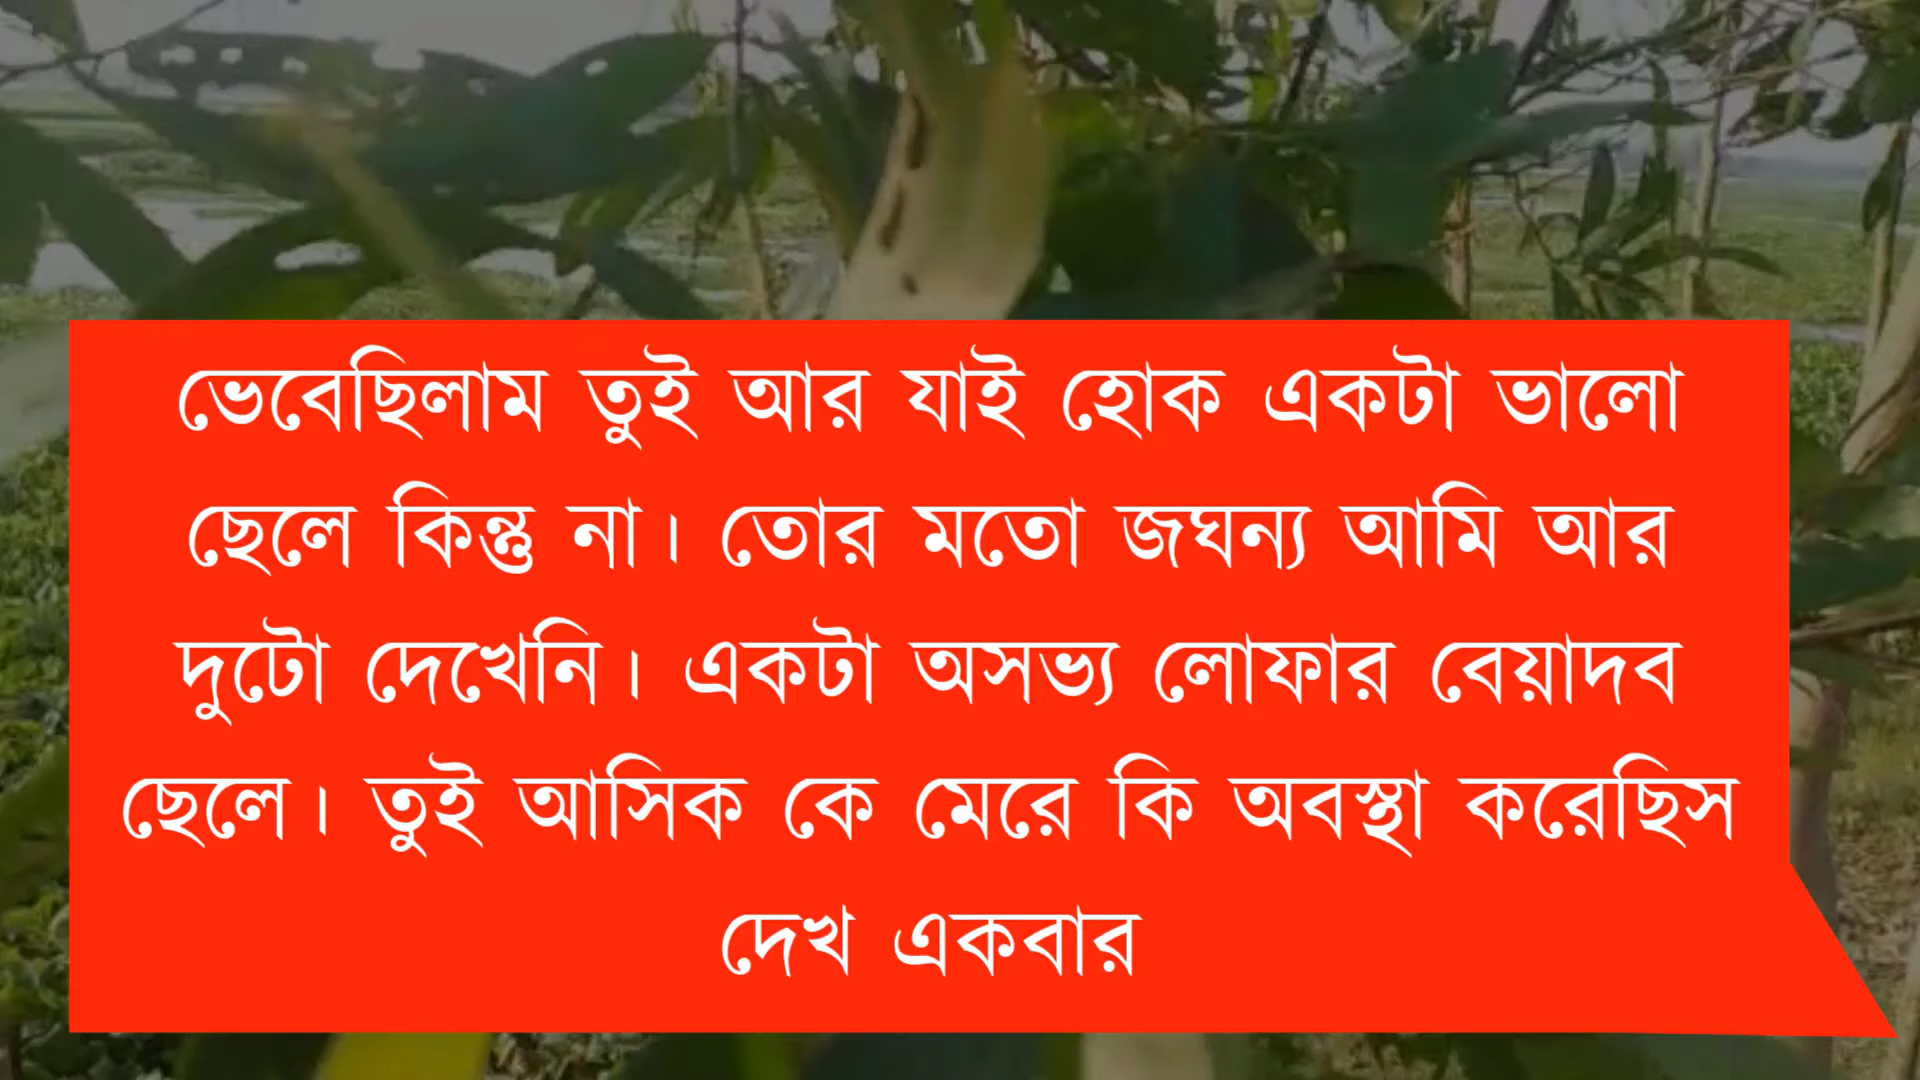 ভেবেছিলাম তুই আর যাই হোক একটা ভালো
ছেলে কিন্তু না। তোর মতো জঘন্য আমি আর
দুটো দেখেনি। একটা অসভ্য লোফার বেয়াদব
ছেলে। তুই আসিক কে মেরে কি অবস্থা করেছিস
দেখ একবার